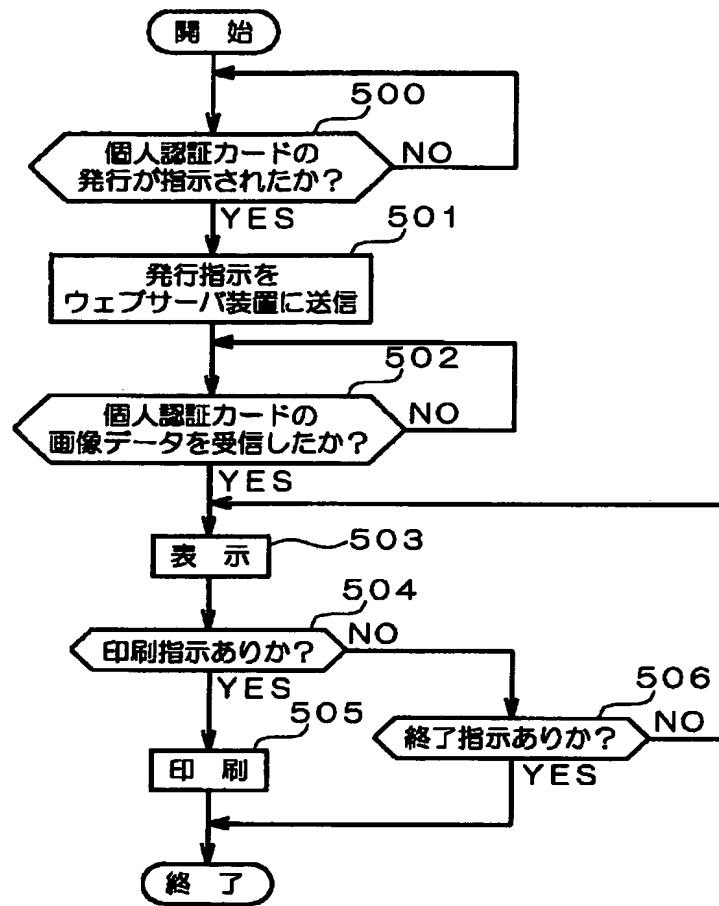 開 始
500
個人認証カードの
発行が指示されたか?
NO
YES
501
発行指示を
ウェブサーバ装置に送信
502
個人認証カードの
画像データを受信したか?
NO
YES
表 示
503
504
印刷指示ありか?
NO
YES
505
印 刷
506
終了指示ありか?
NO
YES
終 了